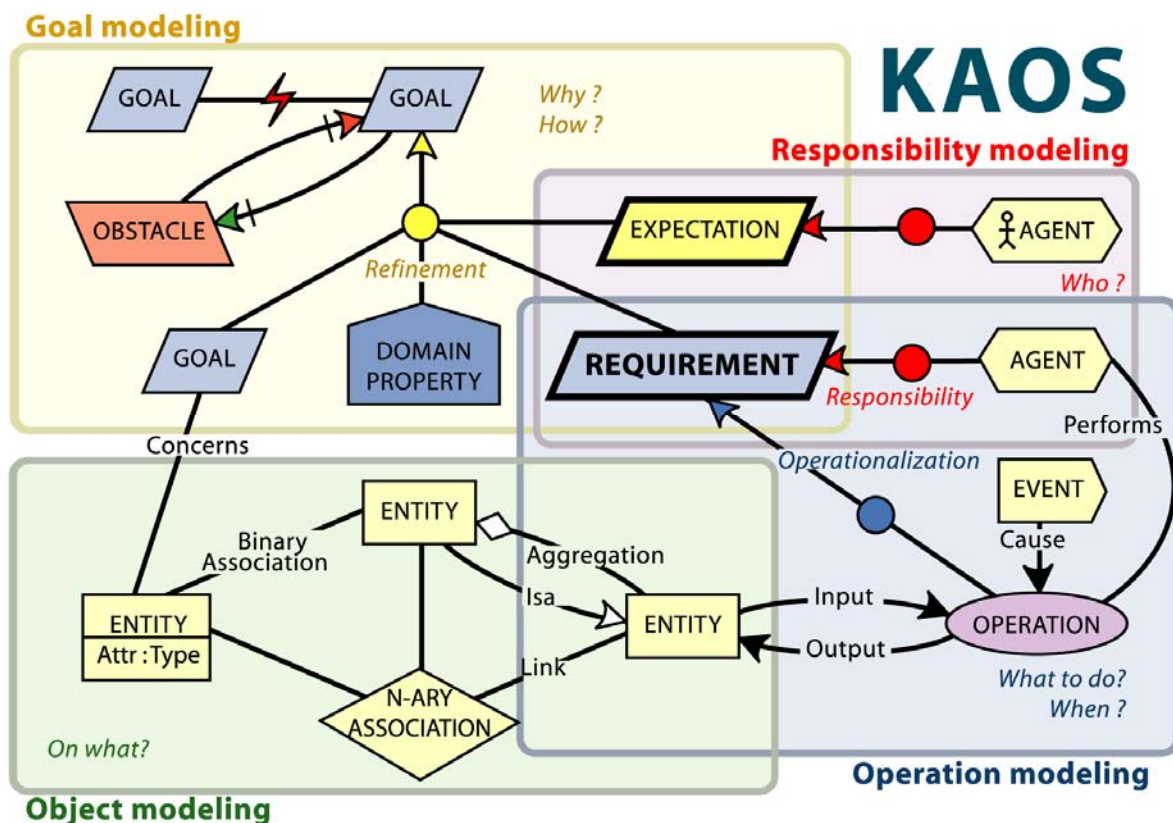 Goal modeling
KAOS
GOAL
GOAL
Why ?
How ?
Responsibility modeling
OBSTACLE
EXPECTATION
AGENT
Refinement
Who ?
GOAL
DOMAIN
PROPERTY
REQUIREMENT
AGENT
Responsibility
Concerns
Performs
Operationalization
EVENT
ENTITY
Binary
Association
Aggregation
Cause
Isa
Input
ENTITY
Attr : Type
ENTITY
OPERATION
Output
Link
N-ARY
ASSOCIATION
What to do?
When ?
On what?
Operation modeling
Object modeling